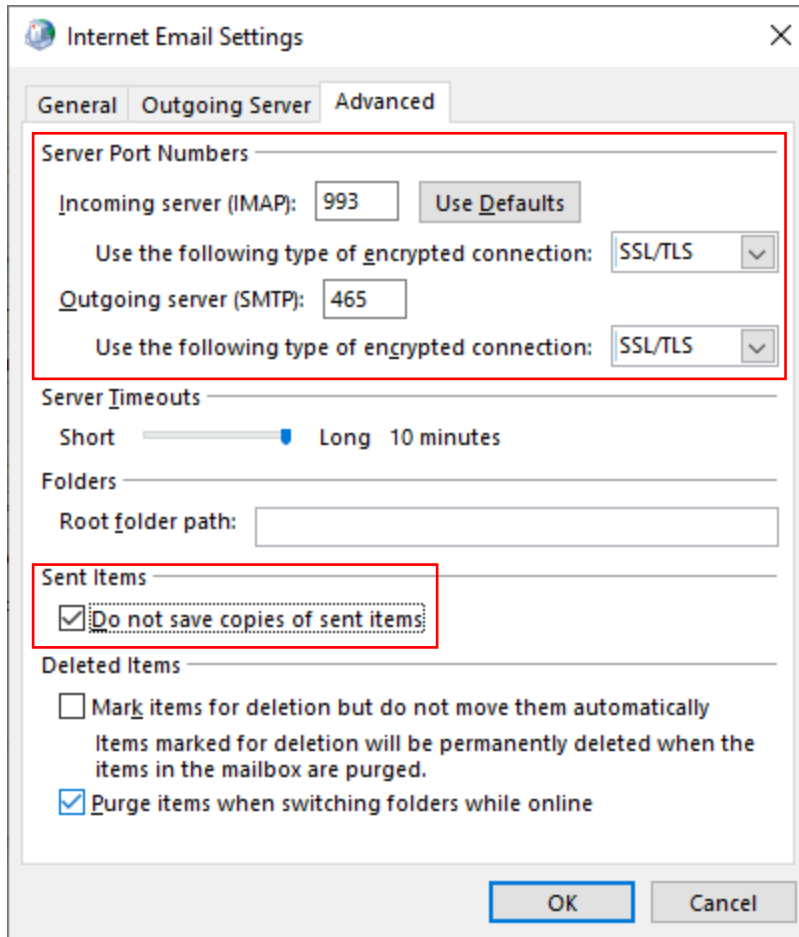 Internet Email Settings
General Outgoing Server Advanced
Server Port Numbers
Incoming server (IMAP): 993 Use Defaults
Use the following type of encrypted connection: SSL/TLS
Outgoing server (SMTP): 465
Use the following type of encrypted connection: SSL/TLS
Server Timeouts
Short Long 10 minutes
Folders
Root folder path:
Sent Items
Do not save copies of sent items
Deleted Items
Mark items for deletion but do not move them automatically
Items marked for deletion will be permanently deleted when the
items in the mailbox are purged.
Purge items when switching folders while online
OK Cancel